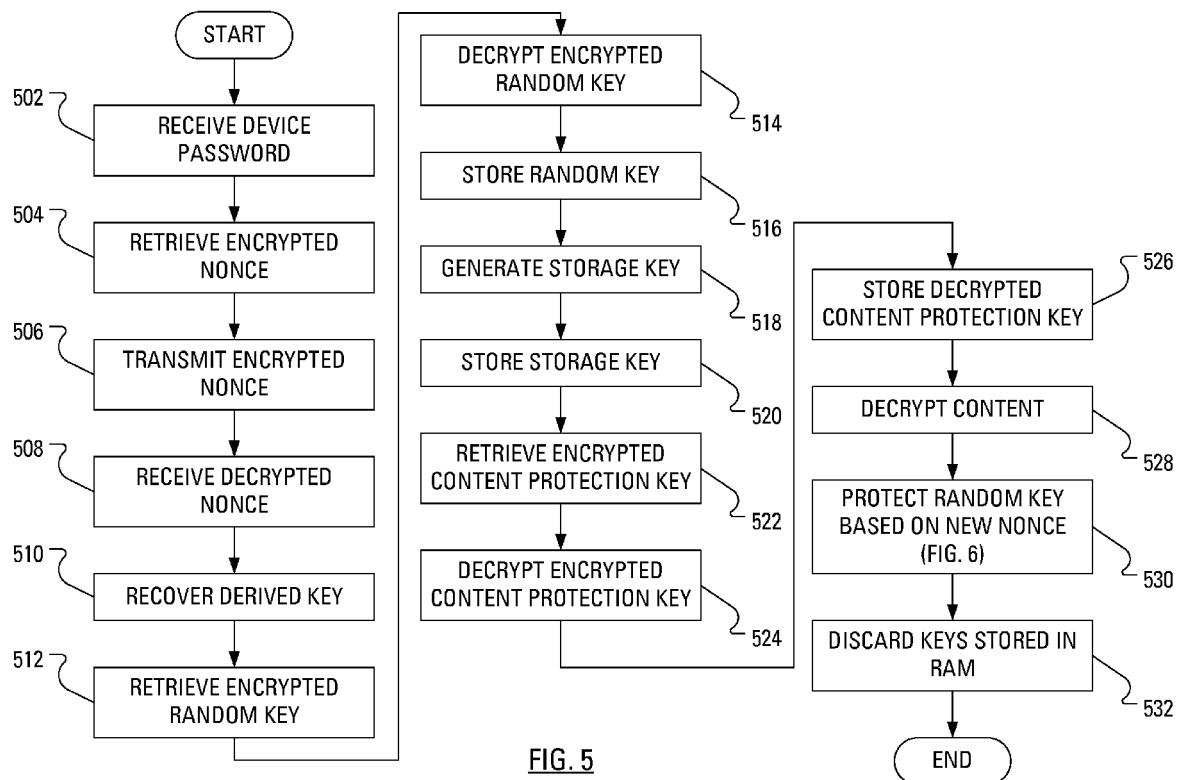 START
502
RECEIVE DEVICE
PASSWORD
504
RETRIEVE ENCRYPTED
NONCE
506
TRANSMIT ENCRYPTED
NONCE
508
RECEIVE DECRYPTED
NONCE
510
RECOVER DERIVED KEY
512
RETRIEVE ENCRYPTED
RANDOM KEY
DECRYPT ENCRYPTED
RANDOM KEY
514
STORE RANDOM KEY
516
GENERATE STORAGE KEY
518
STORE STORAGE KEY
520
RETRIEVE ENCRYPTED
CONTENT PROTECTION KEY
522
DECRYPT ENCRYPTED
CONTENT PROTECTION KEY
524
STORE DECRYPTED
CONTENT PROTECTION KEY
526
DECRYPT CONTENT
528
PROTECT RANDOM KEY
BASED ON NEW NONCE
(FIG. 6)
530
DISCARD KEYS STORED IN
RAM
532
END
FIG. 5